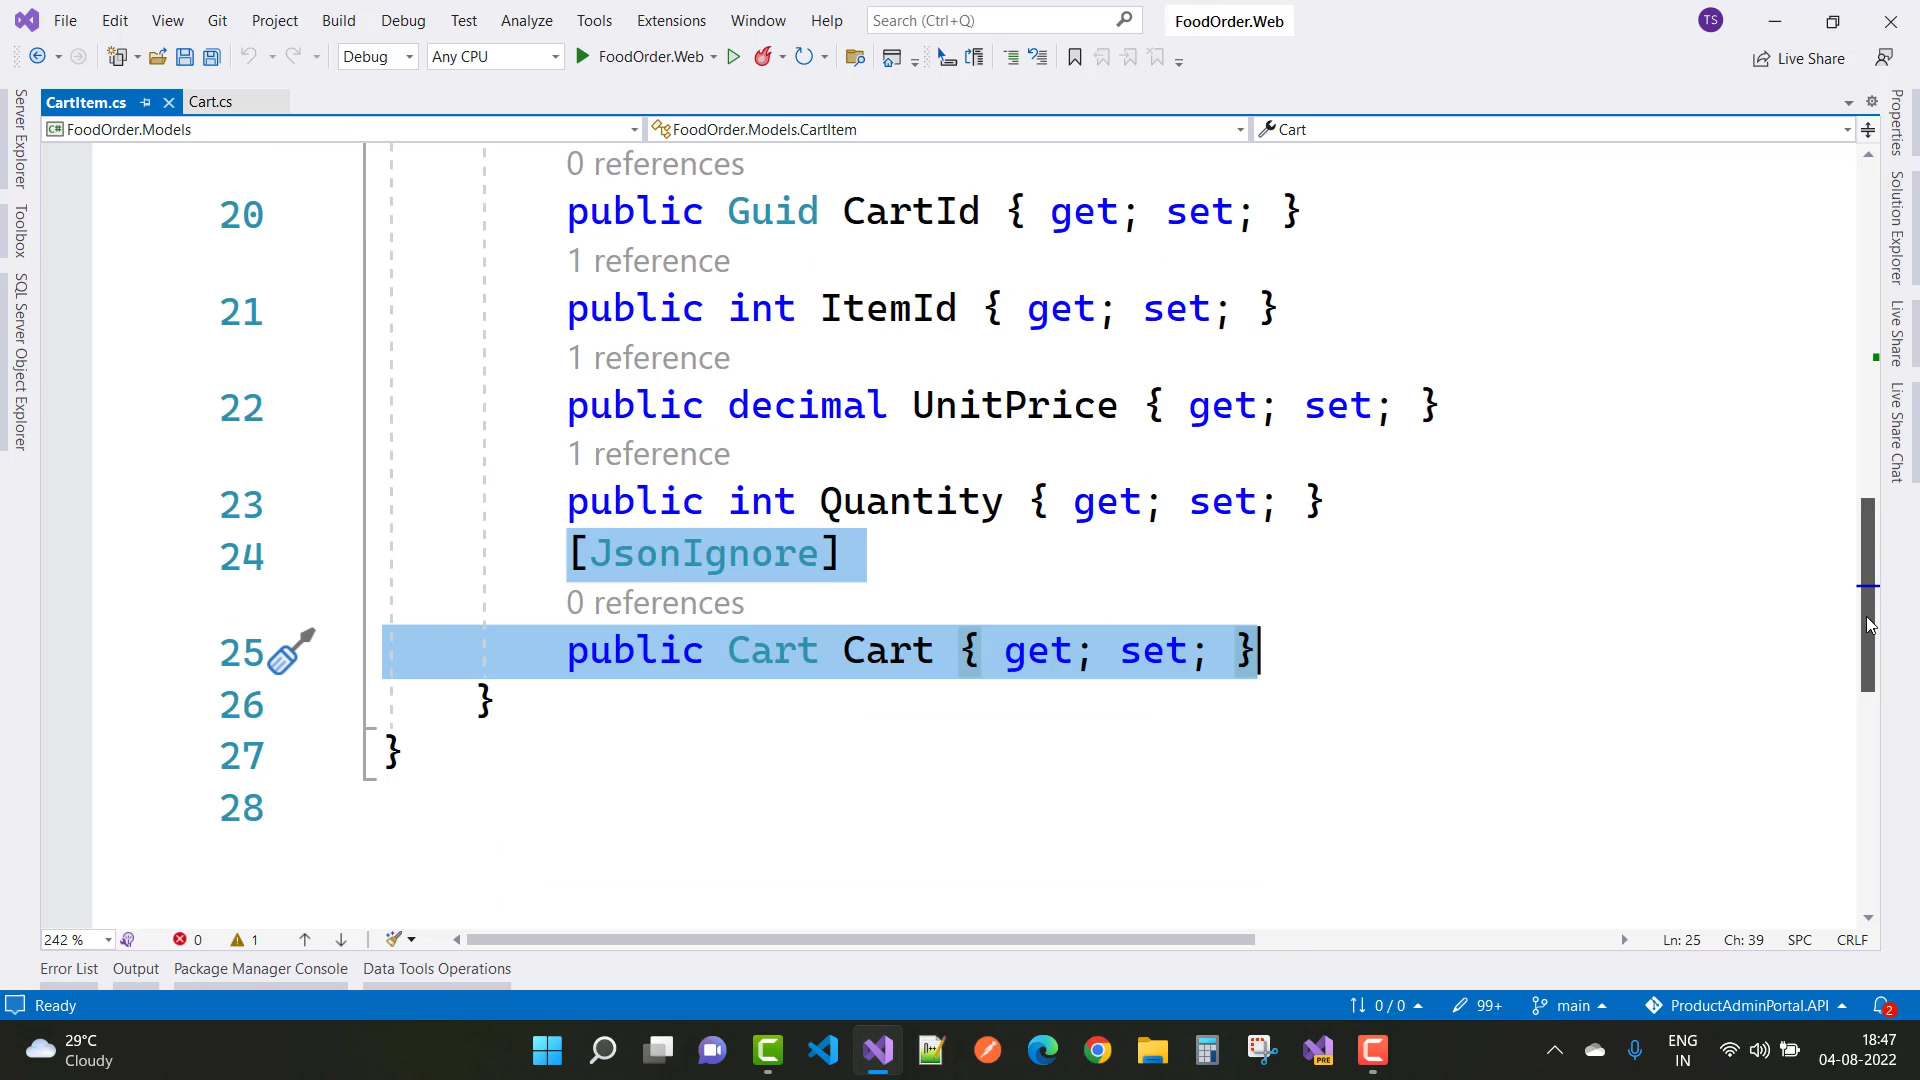 File Edit View Git Project Build Debug Test Analyze Tools Extensions Window Help Search (Ctrl+Q) FoodOrder.Web TS
Debug Any CPU FoodOrder.Web Live Share
CartItem.cs Cart.cs
FoodOrder.Models FoodOrder.Models.CartItem Cart
Server Explorer
Toolbox
SQL Server Object Explorer
Properties
Solution Explorer
Live Share
Live Share Chat
0 references
20 public Guid CartId { get; set; }
1 reference
21 public int ItemId { get; set; }
1 reference
22 public decimal UnitPrice { get; set; }
1 reference
23 public int Quantity { get; set; }
24 [JsonIgnore]
0 references
25 public Cart Cart { get; set; }
26 }
27 }
28
242 % 0 1 Ln: 25 Ch: 39 SPC CRLF
Error List Output Package Manager Console Data Tools Operations
Ready 0 / 0 99+ main ProductAdminPortal.API 2
29°C
Cloudy
PRE
ENG
IN
18:47
04-08-2022